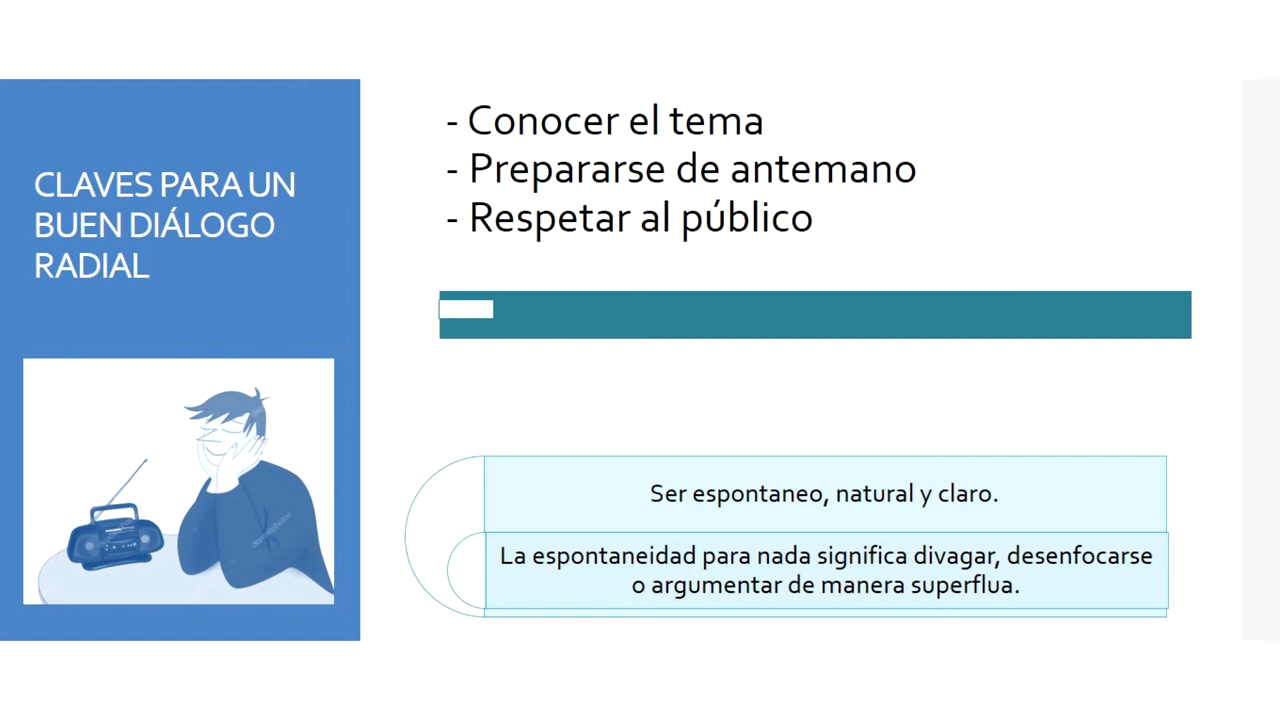 CLAVES PARA UN
BUEN DIÁLOGO
RADIAL
- Conocer el tema
- Prepararse de antemano
- Respetar al público
Ser espontaneo, natural y claro.
La espontaneidad para nada significa divagar, desenfocarse
o argumentar de manera superflua.
depositphotos